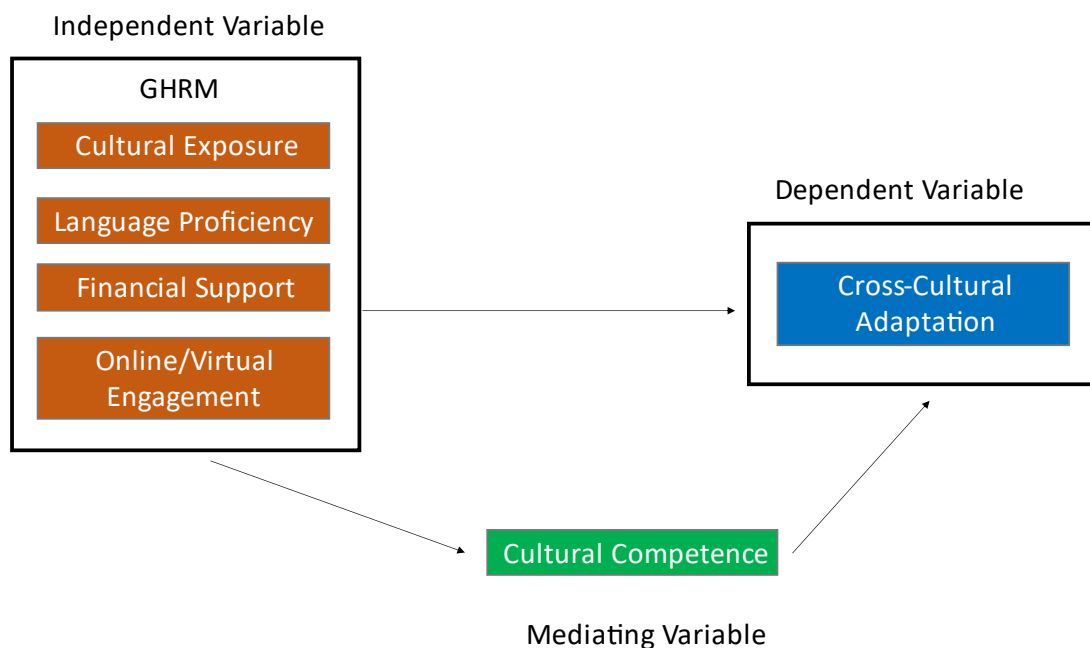 Independent Variable
GHRM
Cultural Exposure
Language Proficiency
Financial Support
Online/Virtual
Engagement
Dependent Variable
Cross-Cultural
Adaptation
Cultural Competence
Mediating Variable